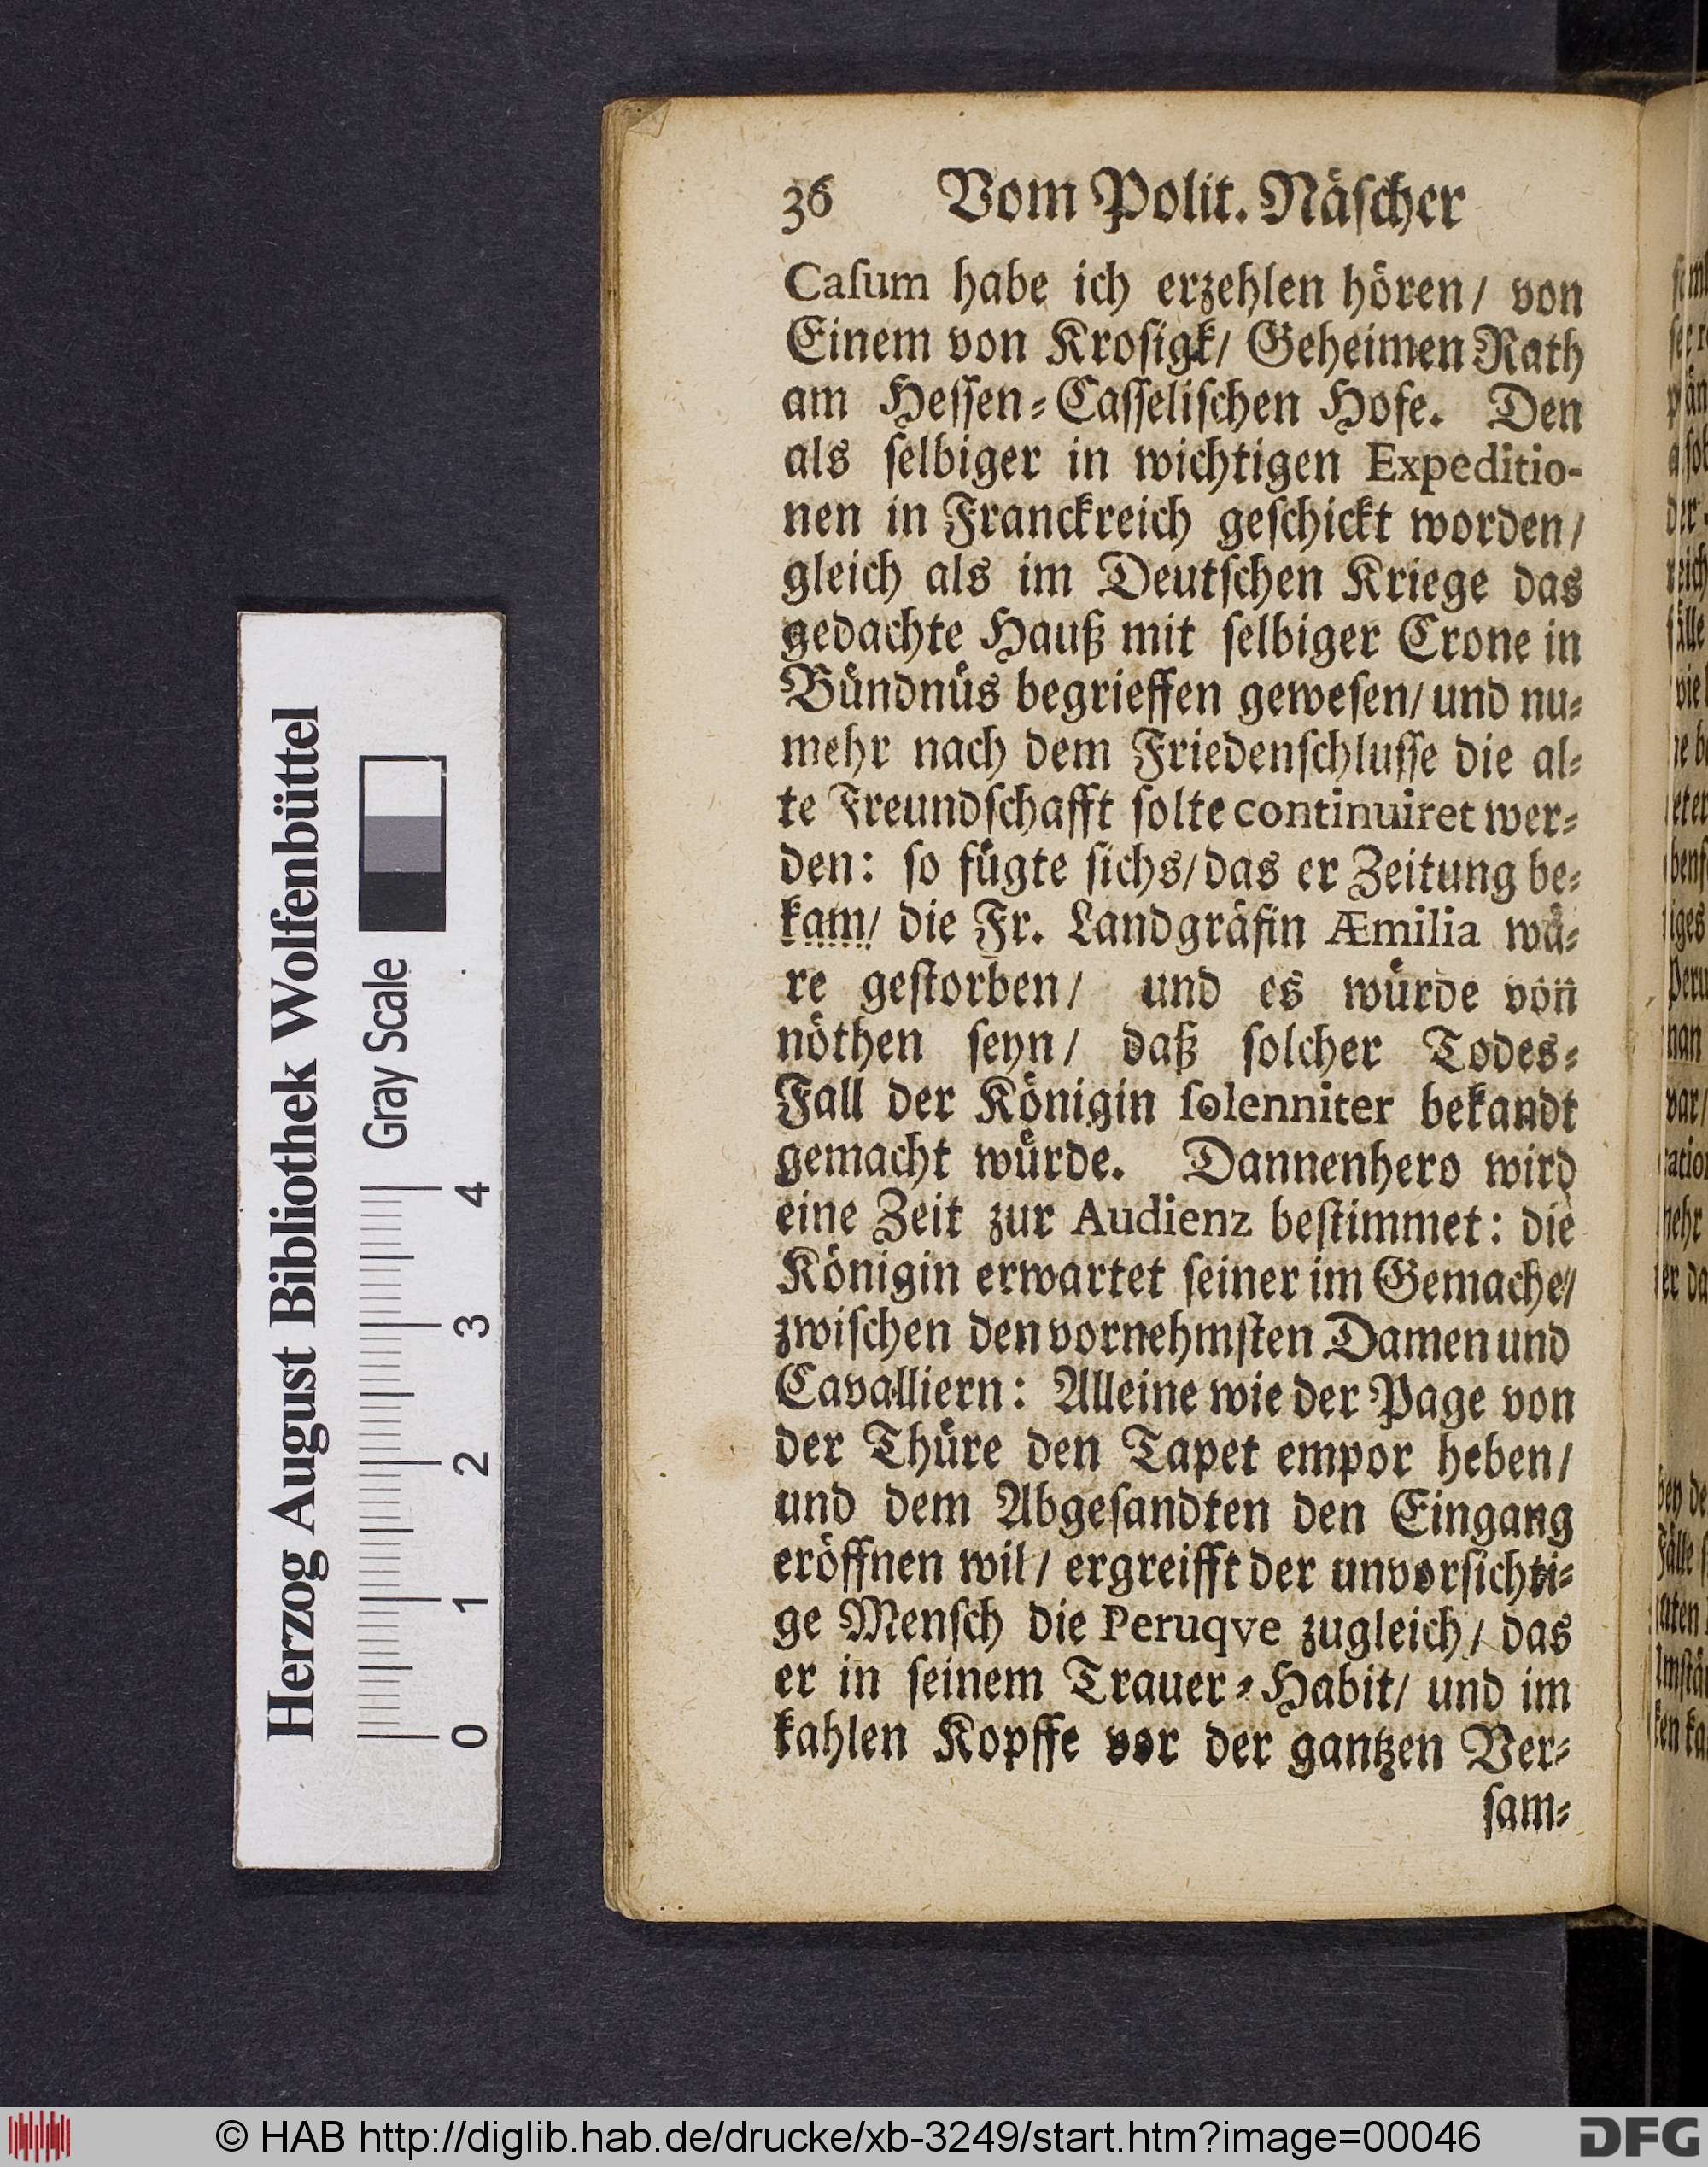 36 Vom Polit. Näſcher
Caſum habe ich erzehlen hören/ von
Einem von Kroſigk/ Geheimen Rath
am Heſſen⸗Caſſeliſchen Hofe. Den
als ſelbiger in wichtigen Expeditio-
nen in Franckreich geſchickt worden/
gleich als im Deutſchen Kriege das
gedachte Hauß mit ſelbiger Crone in
Bündnüs begrieffen geweſen/ und nu⸗
mehr nach dem Friedenſchluſſe die al⸗
te Freundſchafft ſolte continuiret wer⸗
den: ſo fügte ſichs/ das er Zeitung be⸗
kam/ die Fr. Landgräfin Æmilia wä⸗
re geſtorben/ und es würde von
nöthen ſeyn/ daß ſolcher Todes⸗
Fall der Königin ſolenniter bekandt
gemacht würde. Dannenhero wird
eine Zeit zur Audienz beſtimmet: die
Königin erwartet ſeiner im Gemache/
zwiſchen den vornehmſten Damen und
Cavalliern: Alleine wie der Page von
der Thüre den Tapet empor heben/
und dem Abgeſandten den Eingang
eröffnen wil/ ergreifft der unvorſichti⸗
ge Menſch die Peruqve zugleich/ das
er in ſeinem Trauer⸗Habit/ und im
kahlen Kopffe vor der gantzen Ver⸗
ſam⸗
Herzog August Bibliothek Wolfenbüttel
Gray Scale
0 1 2 3 4
© HAB http://diglib.hab.de/drucke/xb-3249/start.htm?image=00046
DFG